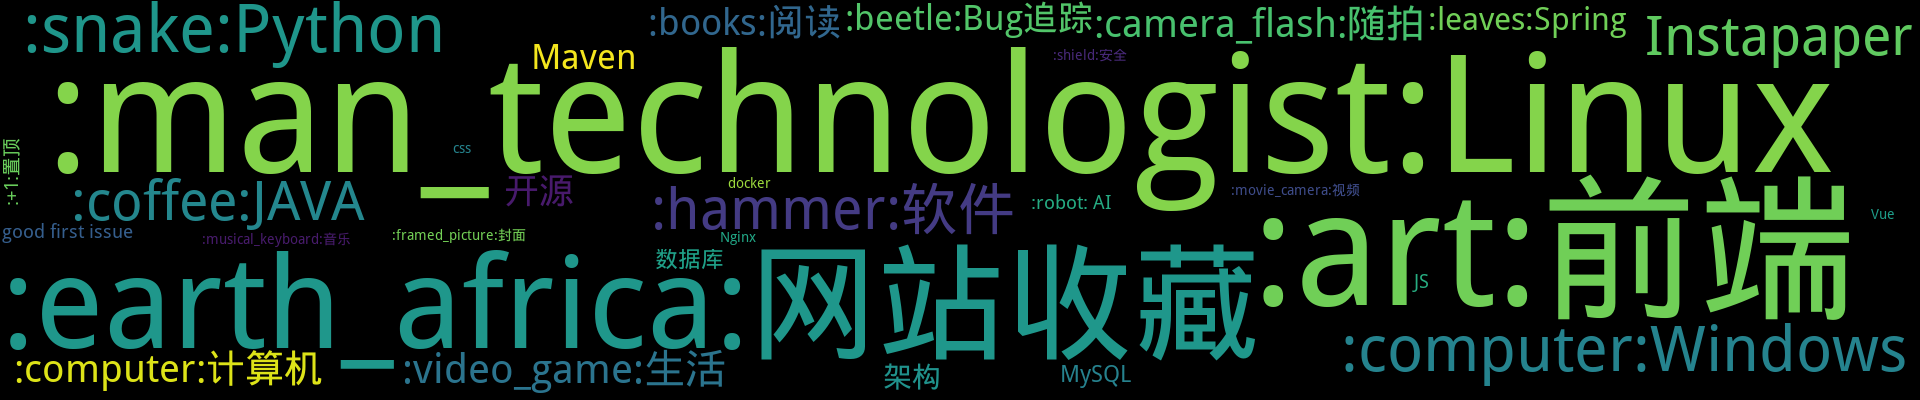 :snake:Python
:books:阅读
:beetle:Bug追踪
:camera_flash:随拍
:leaves:Spring
Instapaper
Maven
:shield:安全
:man_technologist:Linux
css
:+1:置顶
:coffee:JAVA
开源
docker
:hammer:软件
:robot: AI
:movie_camera:视频
:art:前端
Vue
good first issue
:musical_keyboard:音乐
:framed_picture:封面
Nginx
数据库
:earth_africa:网站收藏
JS
:computer:计算机
:video_game:生活
架构
MySQL
:computer:Windows